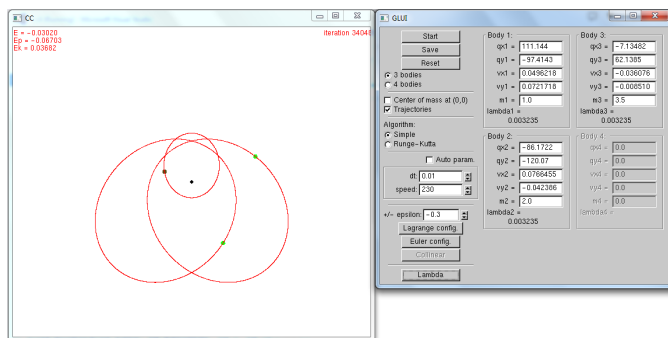 CC
E = -0.03020
Ep = -0.06703
Ek = 0.03682
iteration 34048
GLUI
Start
Save
Reset
3 bodies
4 bodies
Center of mass at (0,0)
Trajectories
Algorithm:
Simple
Runge-Kutta
Auto param.
dt: 0.01
speed: 230
+/- epsilon: -0.3
Lagrange config.
Euler config.
Collinear
Lambda
Body 1:
qx1 = 111.144
qy1 = -97.4143
vx1 = 0.0496218
vy1 = 0.0721718
m1 = 1.0
lambda1 =
0.003235
Body 2:
qx2 = -86.1722
qy2 = -120.07
vx2 = 0.0766455
vy2 = -0.042386
m2 = 2.0
lambda2 =
0.003235
Body 3:
qx3 = -7.13482
qy3 = 62.1385
vx3 = -0.036076
vy3 = -0.008510
m3 = 3.5
lambda3 =
0.003235
Body 4:
qx4 = 0.0
qy4 = 0.0
vx4 = 0.0
vy4 = 0.0
m4 = 0.0
lambda4 =